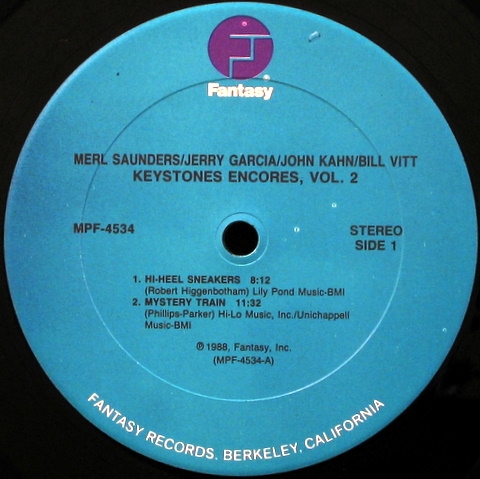 Fantasy
MERL SAUNDERS/JERRY GARCIA/JOHN KAHN/BILL VITT
KEYSTONES ENCORES, VOL. 2
MPF-4534
STEREO
SIDE 1
1. HI-HEEL SNEAKERS 8:12
(Robert Higgenbotham) Lily Pond Music-BMI
2. MYSTERY TRAIN 11:32
(Phillips-Parker) Hi-Lo Music, Inc./Unichappell
Music-BMI
℗ 1988, Fantasy, Inc.
(MPF-4534-A)
FANTASY RECORDS, BERKELEY, CALIFORNIA